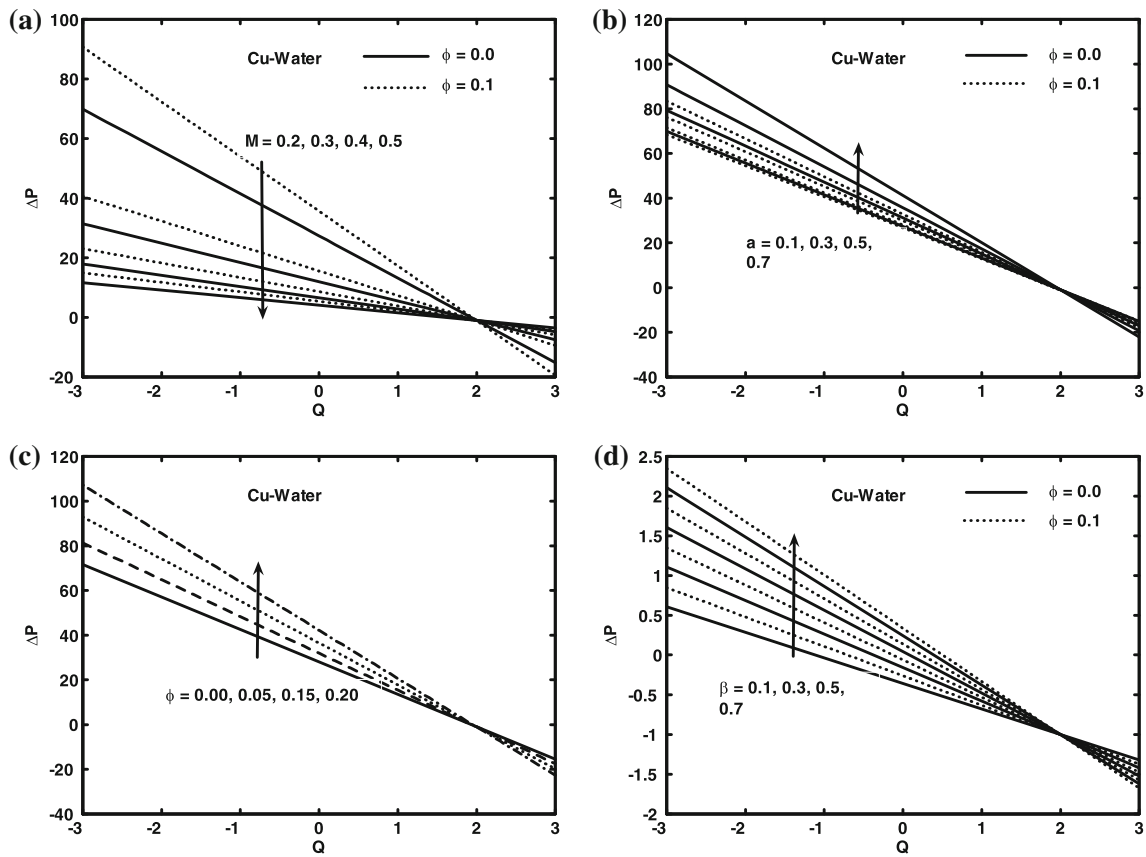 (a)
100
80
60
40
20
0
-20
ΔP
-3 -2 -1 0 1 2 3
Q
Cu-Water
ϕ = 0.0
ϕ = 0.1
M = 0.2, 0.3, 0.4, 0.5
(b)
120
100
80
60
40
20
0
-20
-40
ΔP
-3 -2 -1 0 1 2 3
Q
Cu-Water
ϕ = 0.0
ϕ = 0.1
a = 0.1, 0.3, 0.5,
0.7
(c)
120
100
80
60
40
20
0
-20
-40
ΔP
-3 -2 -1 0 1 2 3
Q
Cu-Water
ϕ = 0.00, 0.05, 0.15, 0.20
(d)
2.5
2
1.5
1
0.5
0
-0.5
-1
-1.5
-2
ΔP
-3 -2 -1 0 1 2 3
Q
Cu-Water
ϕ = 0.0
ϕ = 0.1
β = 0.1, 0.3, 0.5,
0.7